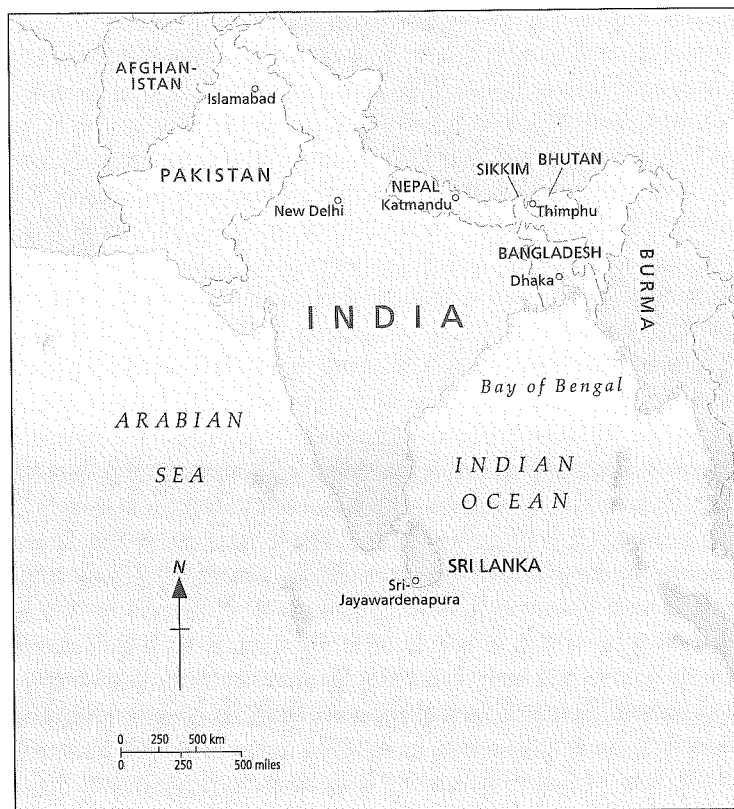 AFGHAN-
ISTAN
Islamabad
PAKISTAN
New Delhi
NEPAL
Katmandu
SIKKIM
BHUTAN
Thimphu
BANGLADESH
Dhaka
BURMA
INDIA
Bay of Bengal
ARABIAN
SEA
INDIAN
OCEAN
SRI LANKA
Sri-
Jayawardenapura
N
0 250 500 km
0 250 500 miles